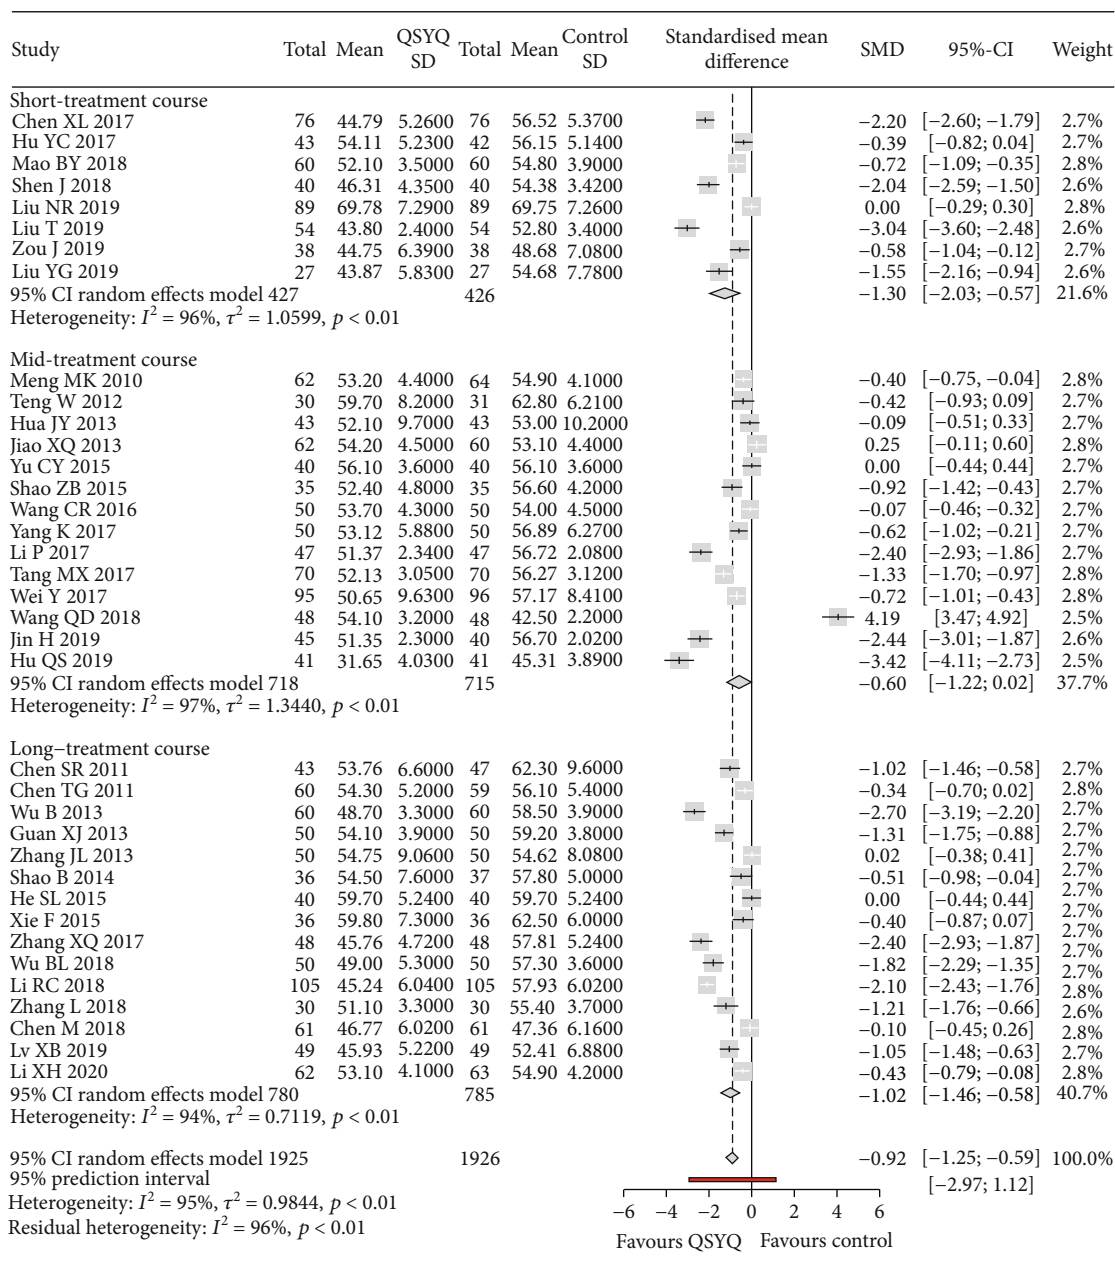 Study Total Mean QSYQ SD Total Mean Control SD Standardised mean difference SMD 95%-CI Weight
Short-treatment course
Chen XL 2017 76 44.79 5.2600 76 56.52 5.3700 −2.20 [−2.60; −1.79] 2.7%
Hu YC 2017 43 54.11 5.2300 42 56.15 5.1400 −0.39 [−0.82; 0.04] 2.7%
Mao BY 2018 60 52.10 3.5000 60 54.80 3.9000 −0.72 [−1.09; −0.35] 2.8%
Shen J 2018 40 46.31 4.3500 40 54.38 3.4200 −2.04 [−2.59; −1.50] 2.6%
Liu NR 2019 89 69.78 7.2900 89 69.75 7.2600 0.00 [−0.29; 0.30] 2.8%
Liu T 2019 54 43.80 2.4000 54 52.80 3.4000 −3.04 [−3.60; −2.48] 2.6%
Zou J 2019 38 44.75 6.3900 38 48.68 7.0800 −0.58 [−1.04; −0.12] 2.7%
Liu YG 2019 27 43.87 5.8300 27 54.68 7.7800 −1.55 [−2.16; −0.94] 2.6%
95% CI random effects model 427 426 −1.30 [−2.03; −0.57] 21.6%
Heterogeneity: I² = 96%, τ² = 1.0599, p < 0.01
Mid-treatment course
Meng MK 2010 62 53.20 4.4000 64 54.90 4.1000 −0.40 [−0.75, −0.04] 2.8%
Teng W 2012 30 59.70 8.2000 31 62.80 6.2100 −0.42 [−0.93; 0.09] 2.7%
Hua JY 2013 43 52.10 9.7000 43 53.00 10.2000 −0.09 [−0.51; 0.33] 2.7%
Jiao XQ 2013 62 54.20 4.5000 60 53.10 4.4000 0.25 [−0.11; 0.60] 2.8%
Yu CY 2015 40 56.10 3.6000 40 56.10 3.6000 0.00 [−0.44; 0.44] 2.7%
Shao ZB 2015 35 52.40 4.8000 35 56.60 4.2000 −0.92 [−1.42; −0.43] 2.7%
Wang CR 2016 50 53.70 4.3000 50 54.00 4.5000 −0.07 [−0.46; −0.32] 2.7%
Yang K 2017 50 53.12 5.8800 50 56.89 6.2700 −0.62 [−1.02; −0.21] 2.7%
Li P 2017 47 51.37 2.3400 47 56.72 2.0800 −2.40 [−2.93; −1.86] 2.7%
Tang MX 2017 70 52.13 3.0500 70 56.27 3.1200 −1.33 [−1.70; −0.97] 2.8%
Wei Y 2017 95 50.65 9.6300 96 57.17 8.4100 −0.72 [−1.01; −0.43] 2.8%
Wang QD 2018 48 54.10 3.2000 48 42.50 2.2000 4.19 [3.47; 4.92] 2.5%
Jin H 2019 45 51.35 2.3000 40 56.70 2.0200 −2.44 [−3.01; −1.87] 2.6%
Hu QS 2019 41 31.65 4.0300 41 45.31 3.8900 −3.42 [−4.11; −2.73] 2.5%
95% CI random effects model 718 715 −0.60 [−1.22; 0.02] 37.7%
Heterogeneity: I² = 97%, τ² = 1.3440, p < 0.01
Long−treatment course
Chen SR 2011 43 53.76 6.6000 47 62.30 9.6000 −1.02 [−1.46; −0.58] 2.7%
Chen TG 2011 60 54.30 5.2000 59 56.10 5.4000 −0.34 [−0.70; 0.02] 2.8%
Wu B 2013 60 48.70 3.3000 60 58.50 3.9000 −2.70 [−3.19; −2.20] 2.7%
Guan XJ 2013 50 54.10 3.9000 50 59.20 3.8000 −1.31 [−1.75; −0.88] 2.7%
Zhang JL 2013 50 54.75 9.0600 50 54.62 8.0800 0.02 [−0.38; 0.41] 2.7%
Shao B 2014 36 54.50 7.6000 37 57.80 5.0000 −0.51 [−0.98; −0.04] 2.7%
He SL 2015 40 59.70 5.2400 40 59.70 5.2400 0.00 [−0.44; 0.44] 2.7%
Xie F 2015 36 59.80 7.3000 36 62.50 6.0000 −0.40 [−0.87; 0.07] 2.7%
Zhang XQ 2017 48 45.76 4.7200 48 57.81 5.2400 −2.40 [−2.93; −1.87] 2.7%
Wu BL 2018 50 49.00 5.3000 50 57.30 3.6000 −1.82 [−2.29; −1.35] 2.7%
Li RC 2018 105 45.24 6.0400 105 57.93 6.0200 −2.10 [−2.43; −1.76] 2.8%
Zhang L 2018 30 51.10 3.3000 30 55.40 3.7000 −1.21 [−1.76; −0.66] 2.6%
Chen M 2018 61 46.77 6.0200 61 47.36 6.1600 −0.10 [−0.45; 0.26] 2.8%
Lv XB 2019 49 45.93 5.2200 49 52.41 6.8800 −1.05 [−1.48; −0.63] 2.7%
Li XH 2020 62 53.10 4.1000 63 54.90 4.2000 −0.43 [−0.79; −0.08] 2.8%
95% CI random effects model 780 785 −1.02 [−1.46; −0.58] 40.7%
Heterogeneity: I² = 94%, τ² = 0.7119, p < 0.01
95% CI random effects model 1925 1926 −0.92 [−1.25; −0.59] 100.0%
95% prediction interval [−2.97; 1.12]
Heterogeneity: I² = 95%, τ² = 0.9844, p < 0.01
Residual heterogeneity: I² = 96%, p < 0.01
−6 −4 −2 0 2 4 6
Favours QSYQ Favours control